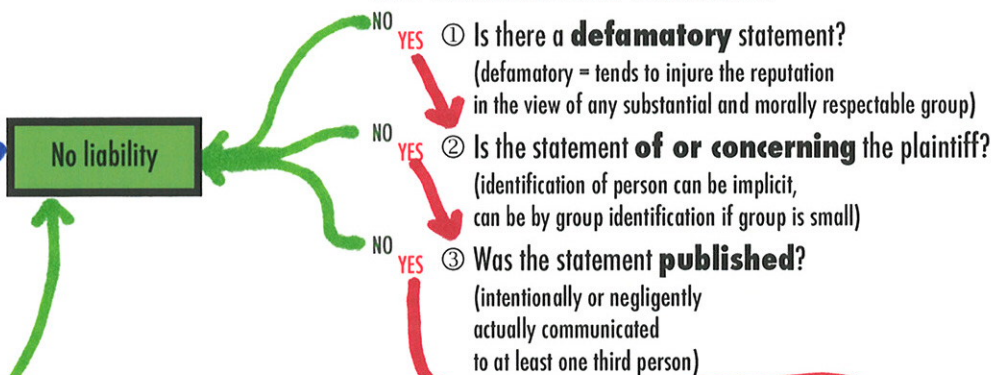 NO
YES ① Is there a defamatory statement?
(defamatory = tends to injure the reputation
in the view of any substantial and morally respectable group)
No liability
NO
YES ② Is the statement of or concerning the plaintiff?
(identification of person can be implicit,
can be by group identification if group is small)
NO
YES ③ Was the statement published?
(intentionally or negligently
actually communicated
to at least one third person)